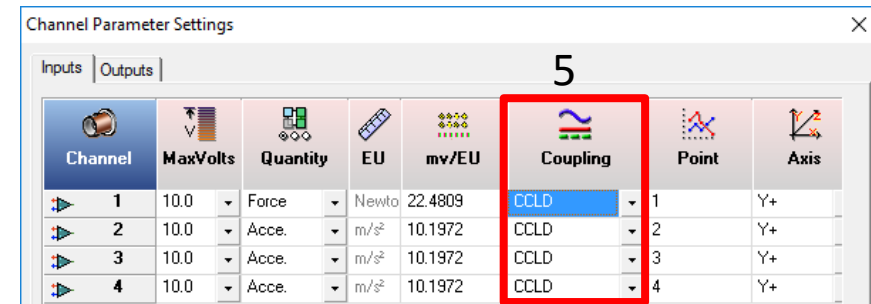 Channel Parameter Settings
Inputs Outputs
5
Channel MaxVolts Quantity EU mv/EU Coupling Point Axis
1 10.0 Force Newto 22.4809 CCLD 1 Y+
2 10.0 Acce. m/s² 10.1972 CCLD 2 Y+
3 10.0 Acce. m/s² 10.1972 CCLD 3 Y+
4 10.0 Acce. m/s² 10.1972 CCLD 4 Y+